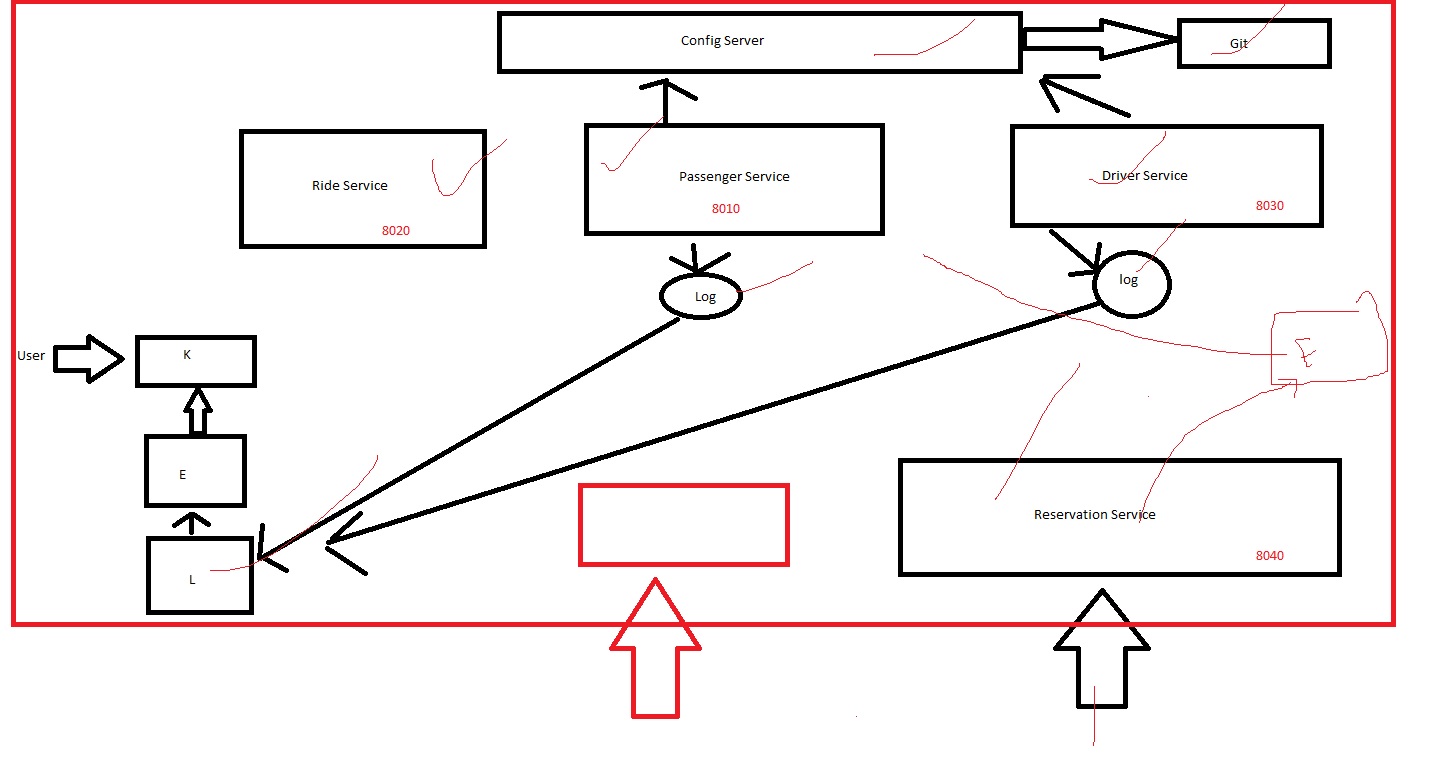 Config Server
Git
Ride Service
8020
Passenger Service
8010
Driver Service
8030
Log
log
User
K
E
L
Reservation Service
8040